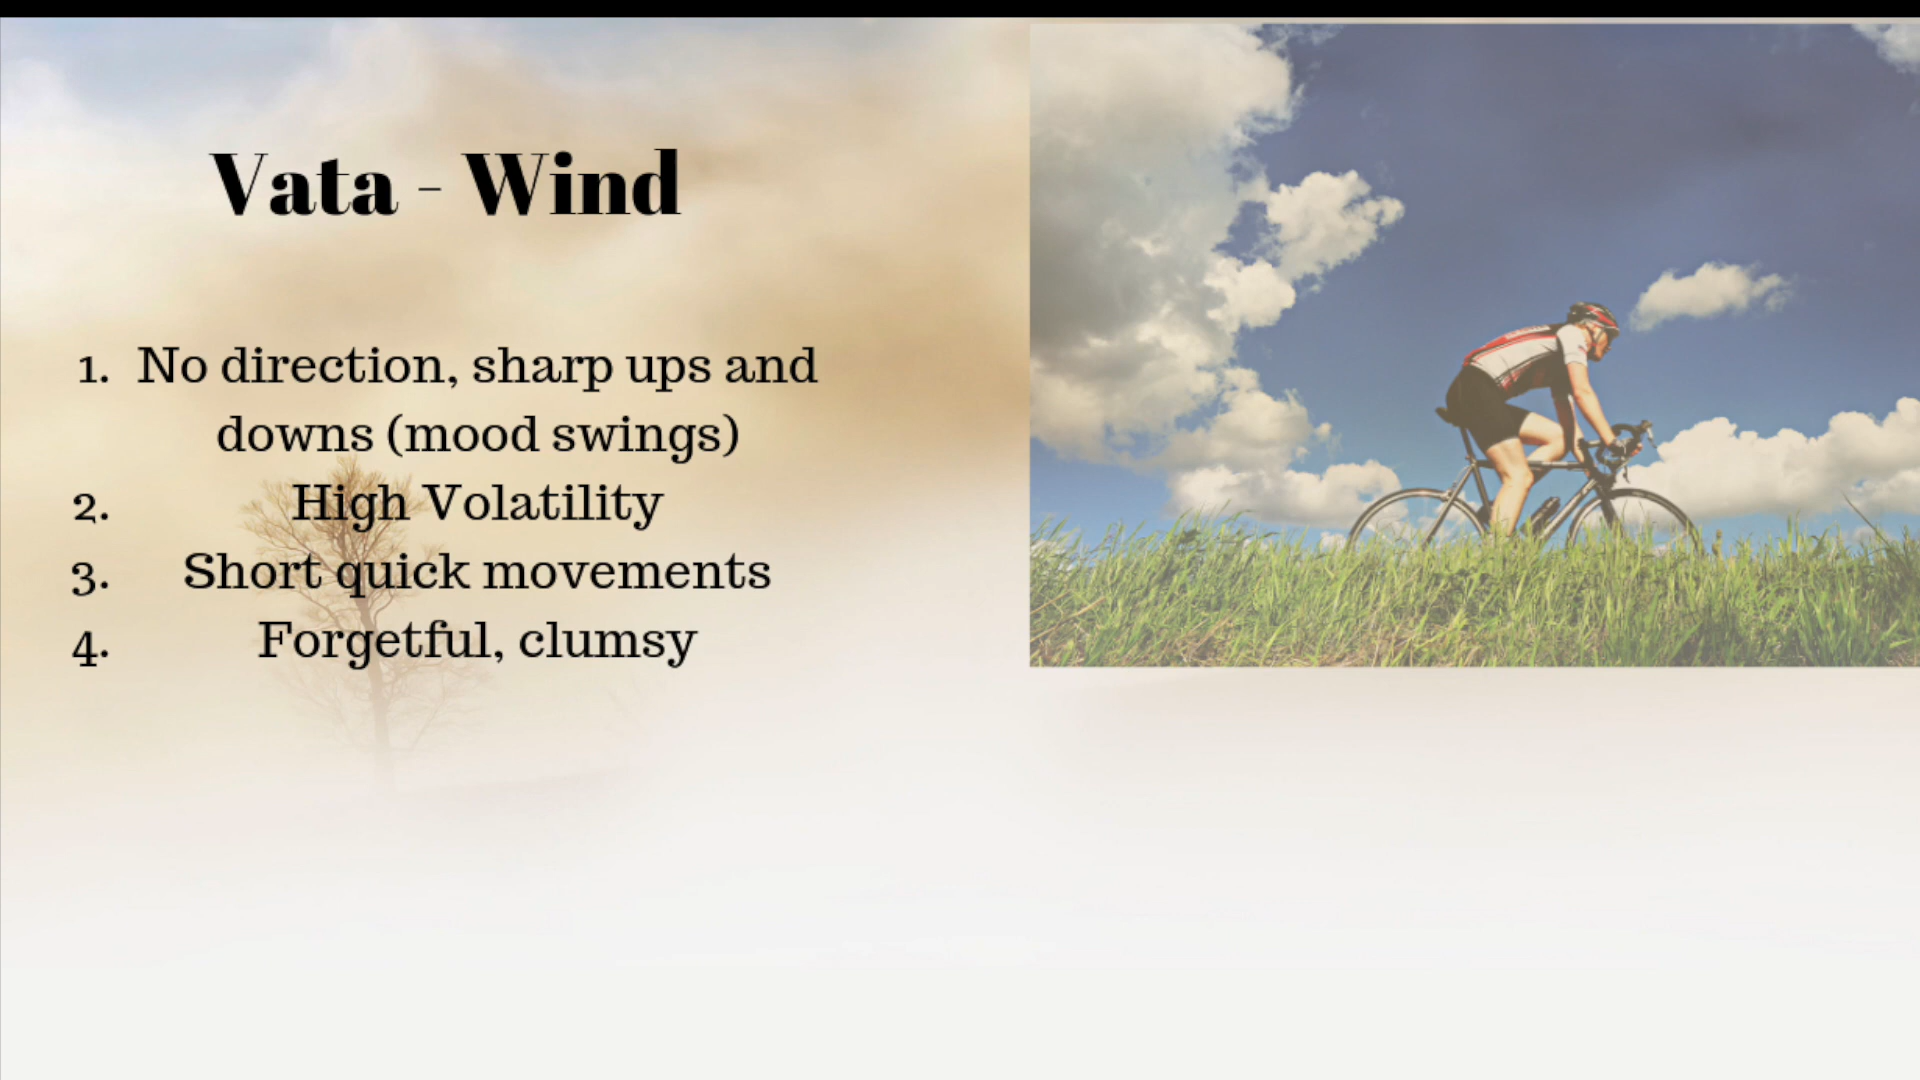 Vata - Wind
1. No direction, sharp ups and
downs (mood swings)
2. High Volatility
3. Short quick movements
4. Forgetful, clumsy